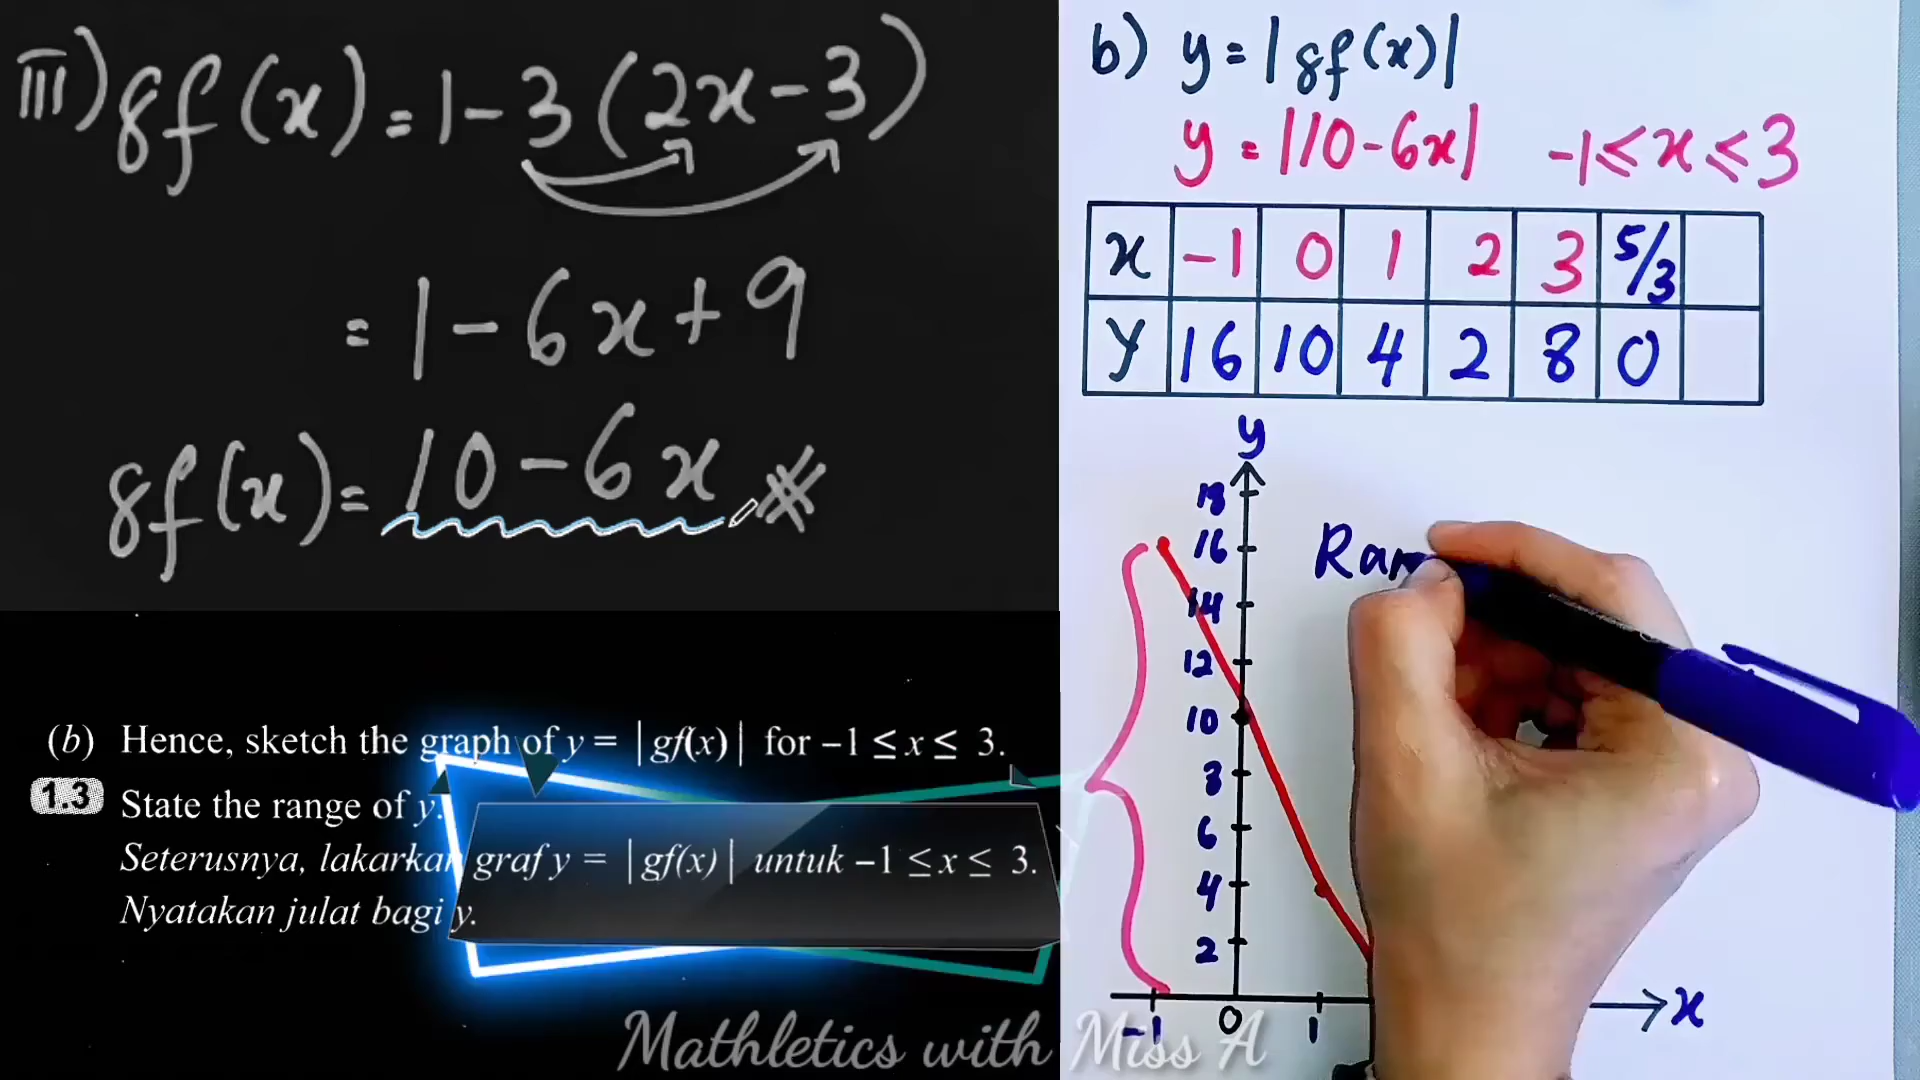 iii) gf(x) = 1 - 3(2x - 3)
= 1 - 6x + 9
gf(x) = 10 - 6x
(b) Hence, sketch the graph of y = |gf(x)| for –1 ≤ x ≤ 3.
1.3 State the range of y.
Seterusnya, lakarkan graf y = |gf(x)| untuk –1 ≤ x ≤ 3.
Nyatakan julat bagi y.
b) y = |gf(x)|
y = |10 - 6x| -1 ≤ x ≤ 3
x -1 0 1 2 3 5/3
y 16 10 4 2 8 0
y
18
16
14
12
10
8
6
4
2
-1 0 1 x
Mathletics with Miss A